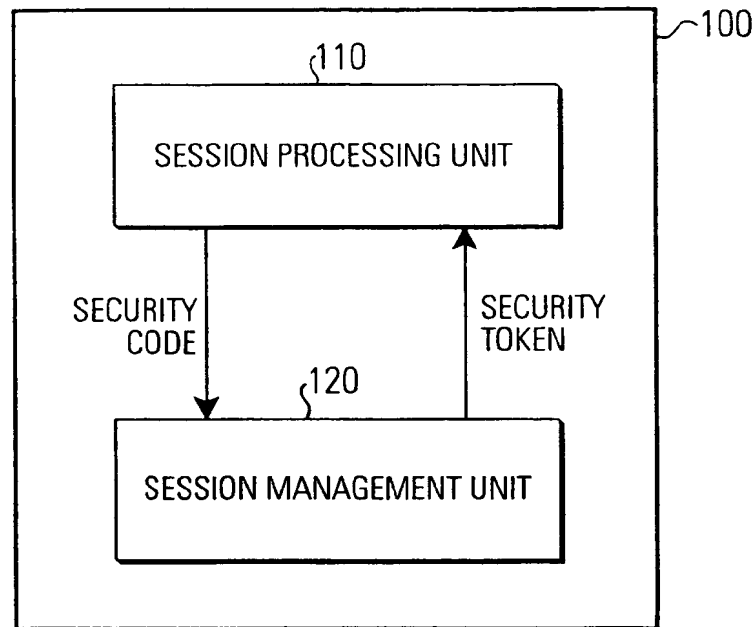 100
110
SESSION PROCESSING UNIT
SECURITY
CODE
SECURITY
TOKEN
120
SESSION MANAGEMENT UNIT